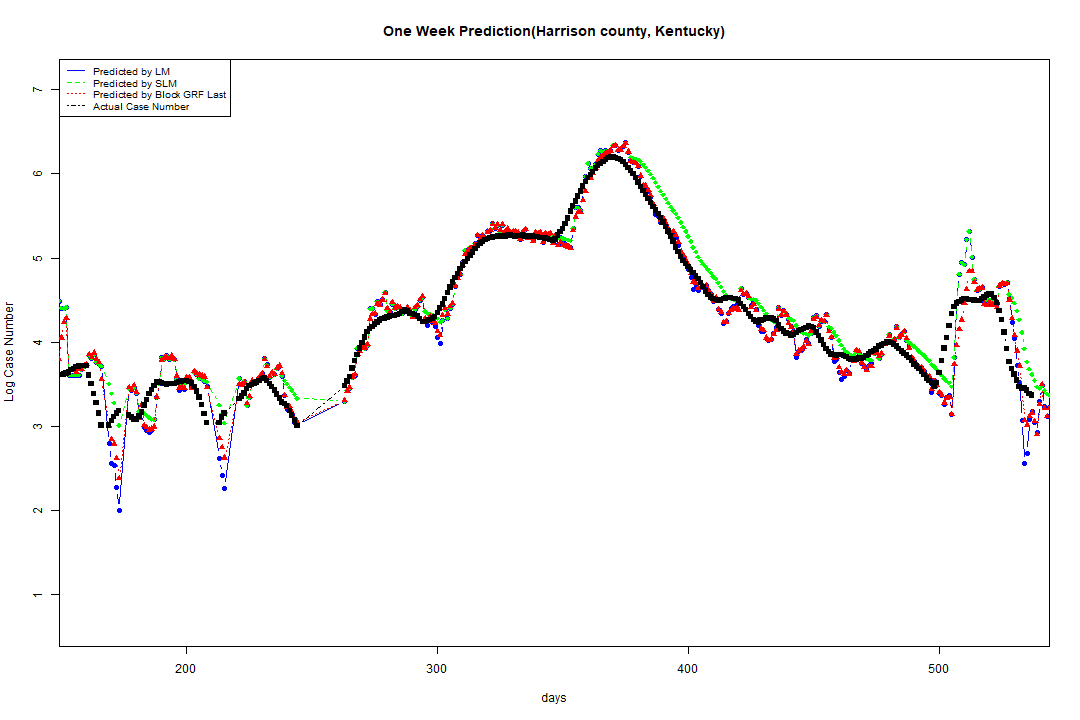 One Week Prediction(Harrison county, Kentucky)
Predicted by LM
Predicted by SLM
Predicted by Block GRF Last
Actual Case Number
7
6
5
4
3
2
1
Log Case Number
200 300 400 500
days